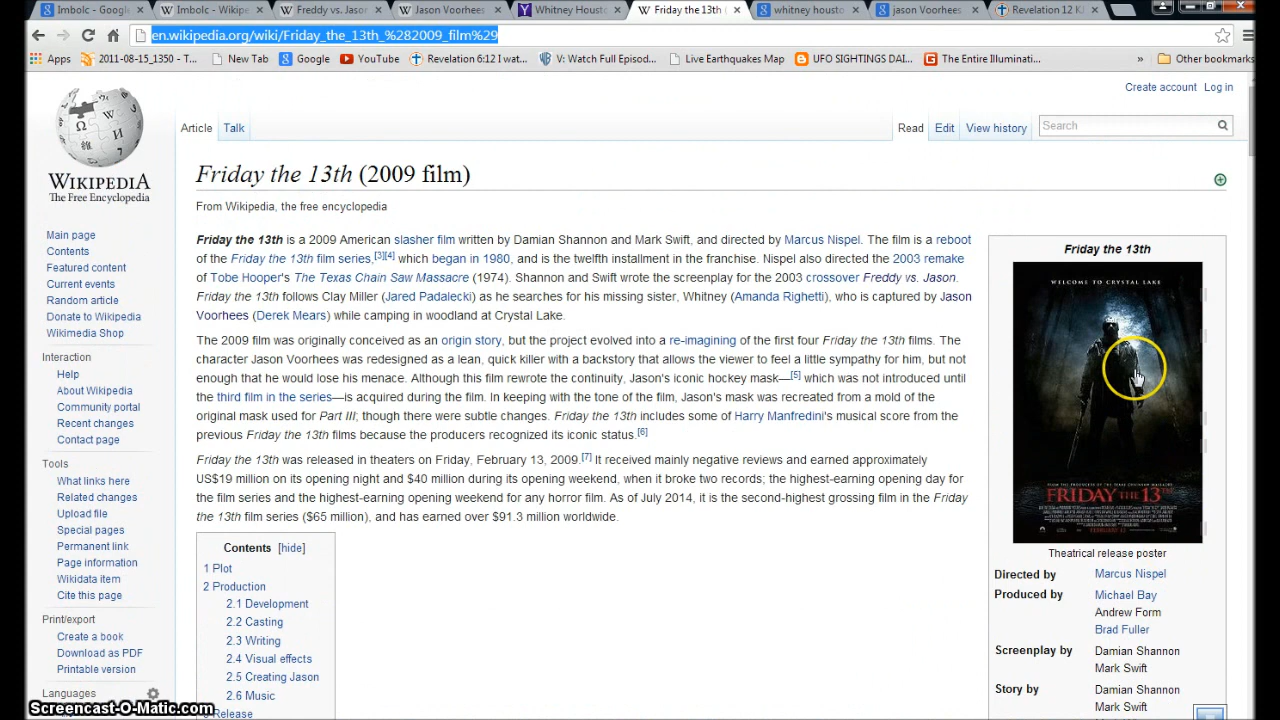 Imbolc - Google
Imbolc - Wikipe
Freddy vs. Jason
Jason Voorhees
Whitney Houst
Friday the 13th (
whitney housto
jason Voorhees
Revelation 12 KJ
en.wikipedia.org/wiki/Friday_the_13th_%282009_film%29
Apps 2011-08-15_1350 - T... New Tab Google YouTube Revelation 6:12 I wat... V: Watch Full Episod... Live Earthquakes Map UFO SIGHTINGS DAI... The Entire Illuminati... » Other bookmarks
Create account Log in
Article Talk Read Edit View history Search
WIKIPEDIA
The Free Encyclopedia
Main page
Contents
Featured content
Current events
Random article
Donate to Wikipedia
Wikimedia Shop
Interaction
Help
About Wikipedia
Community portal
Recent changes
Contact page
Tools
What links here
Related changes
Upload file
Special pages
Permanent link
Page information
Wikidata item
Cite this page
Print/export
Create a book
Download as PDF
Printable version
Languages
Friday the 13th (2009 film)
From Wikipedia, the free encyclopedia
Friday the 13th is a 2009 American slasher film written by Damian Shannon and Mark Swift, and directed by Marcus Nispel. The film is a reboot
of the Friday the 13th film series,[3][4] which began in 1980, and is the twelfth installment in the franchise. Nispel also directed the 2003 remake
of Tobe Hooper's The Texas Chain Saw Massacre (1974). Shannon and Swift wrote the screenplay for the 2003 crossover Freddy vs. Jason.
Friday the 13th follows Clay Miller (Jared Padalecki) as he searches for his missing sister, Whitney (Amanda Righetti), who is captured by Jason
Voorhees (Derek Mears) while camping in woodland at Crystal Lake.
The 2009 film was originally conceived as an origin story, but the project evolved into a re-imagining of the first four Friday the 13th films. The
character Jason Voorhees was redesigned as a lean, quick killer with a backstory that allows the viewer to feel a little sympathy for him, but not
enough that he would lose his menace. Although this film rewrote the continuity, Jason's iconic hockey mask—[5] which was not introduced until
the third film in the series—is acquired during the film. In keeping with the tone of the film, Jason's mask was recreated from a mold of the
original mask used for Part III; though there were subtle changes. Friday the 13th includes some of Harry Manfredini's musical score from the
previous Friday the 13th films because the producers recognized its iconic status.[6]
Friday the 13th was released in theaters on Friday, February 13, 2009.[7] It received mainly negative reviews and earned approximately
US$19 million on its opening night and $40 million during its opening weekend, when it broke two records; the highest-earning opening day for
the film series and the highest-earning opening weekend for any horror film. As of July 2014, it is the second-highest grossing film in the Friday
the 13th film series ($65 million), and has earned over $91.3 million worldwide.
Contents [hide]
1 Plot
2 Production
2.1 Development
2.2 Casting
2.3 Writing
2.4 Visual effects
2.5 Creating Jason
2.6 Music
3 Release
Friday the 13th
WELCOME TO CRYSTAL LAKE
FRIDAY THE 13TH
FEBRUARY 13
Theatrical release poster
Directed by Marcus Nispel
Produced by Michael Bay
Andrew Form
Brad Fuller
Screenplay by Damian Shannon
Mark Swift
Story by Damian Shannon
Mark Swift
Screencast-O-Matic.com